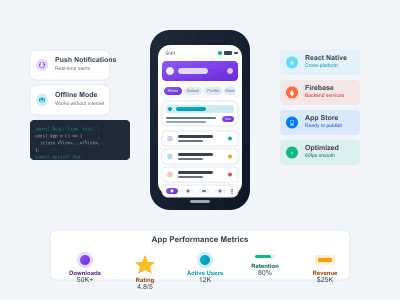 Push Notifications
Real-time alerts
Offline Mode
Works without internet
import React from 'react';
const App = () => {
return <View>...</View>;
};
export default App;
9:41
Home
Search
Profile
React Native
Cross-platform
Firebase
Backend services
App Store
Ready to publish
Optimized
60fps smooth
App Performance Metrics
Downloads
50K+
Rating
4.8/5
Active Users
12K
Retention
80%
Revenue
$25K